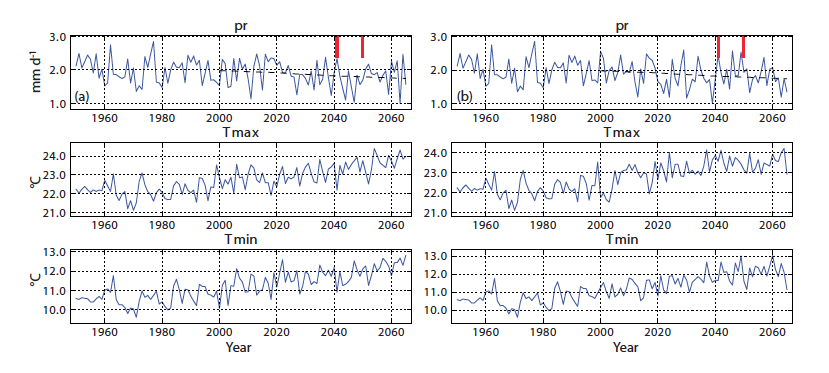 pr pr
3.0 3.0
mm d-1 2.0 2.0
(a) (b)
1.0 1.0
1960 1980 2000 2020 2040 2060 1960 1980 2000 2020 2040 2060
Tmax Tmax
24.0 24.0
°C 23.0 23.0
22.0 22.0
21.0 21.0
1960 1980 2000 2020 2040 2060 1960 1980 2000 2020 2040 2060
Tmin Tmin
13.0 13.0
°C 12.0 12.0
11.0 11.0
10.0 10.0
1960 1980 2000 2020 2040 2060 1960 1980 2000 2020 2040 2060
Year Year